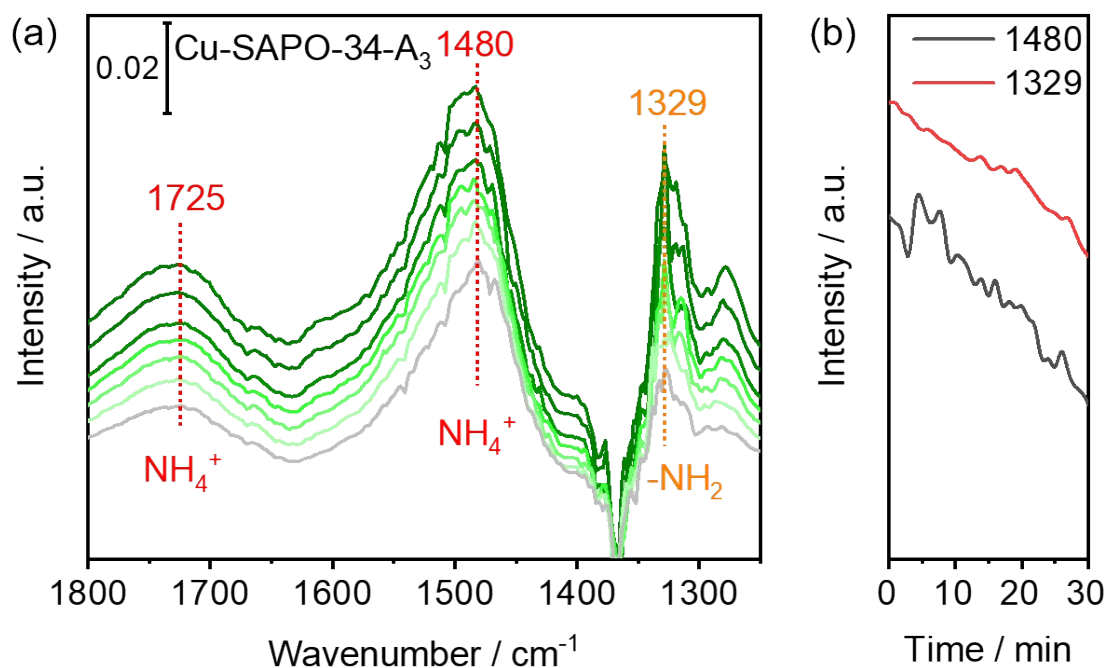 (a)
0.02
Cu-SAPO-34-A₃
1480
1329
1725
NH₄⁺
NH₄⁺
-NH₂
Intensity / a.u.
1800 1700 1600 1500 1400 1300
Wavenumber / cm⁻¹
(b)
1480
1329
Intensity / a.u.
0 10 20 30
Time / min